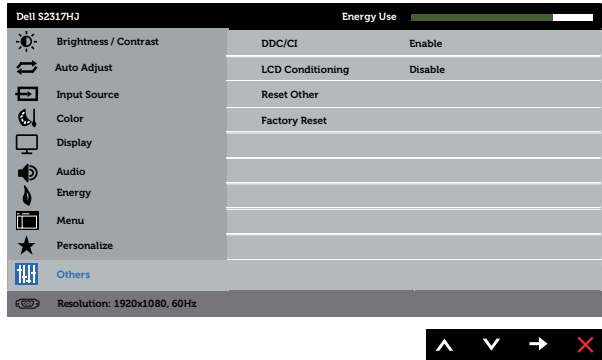 Dell S2317HJ Energy Use
Brightness / Contrast
Auto Adjust
Input Source
Color
Display
Audio
Energy
Menu
Personalize
Others
DDC/CI Enable
LCD Conditioning Disable
Reset Other
Factory Reset
Resolution: 1920x1080, 60Hz